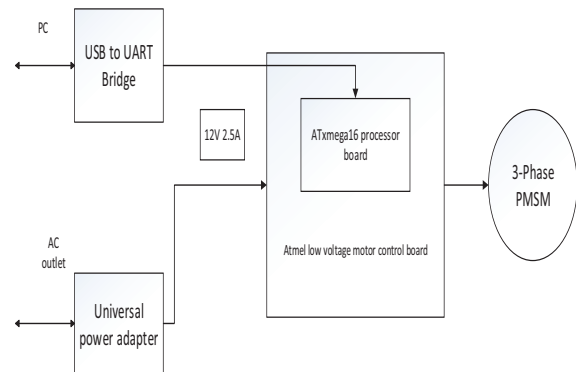 PC
USB to UART
Bridge
12V 2.5A
ATxmega16 processor
board
3-Phase
PMSM
Atmel low voltage motor control board
AC
outlet
Universal
power adapter